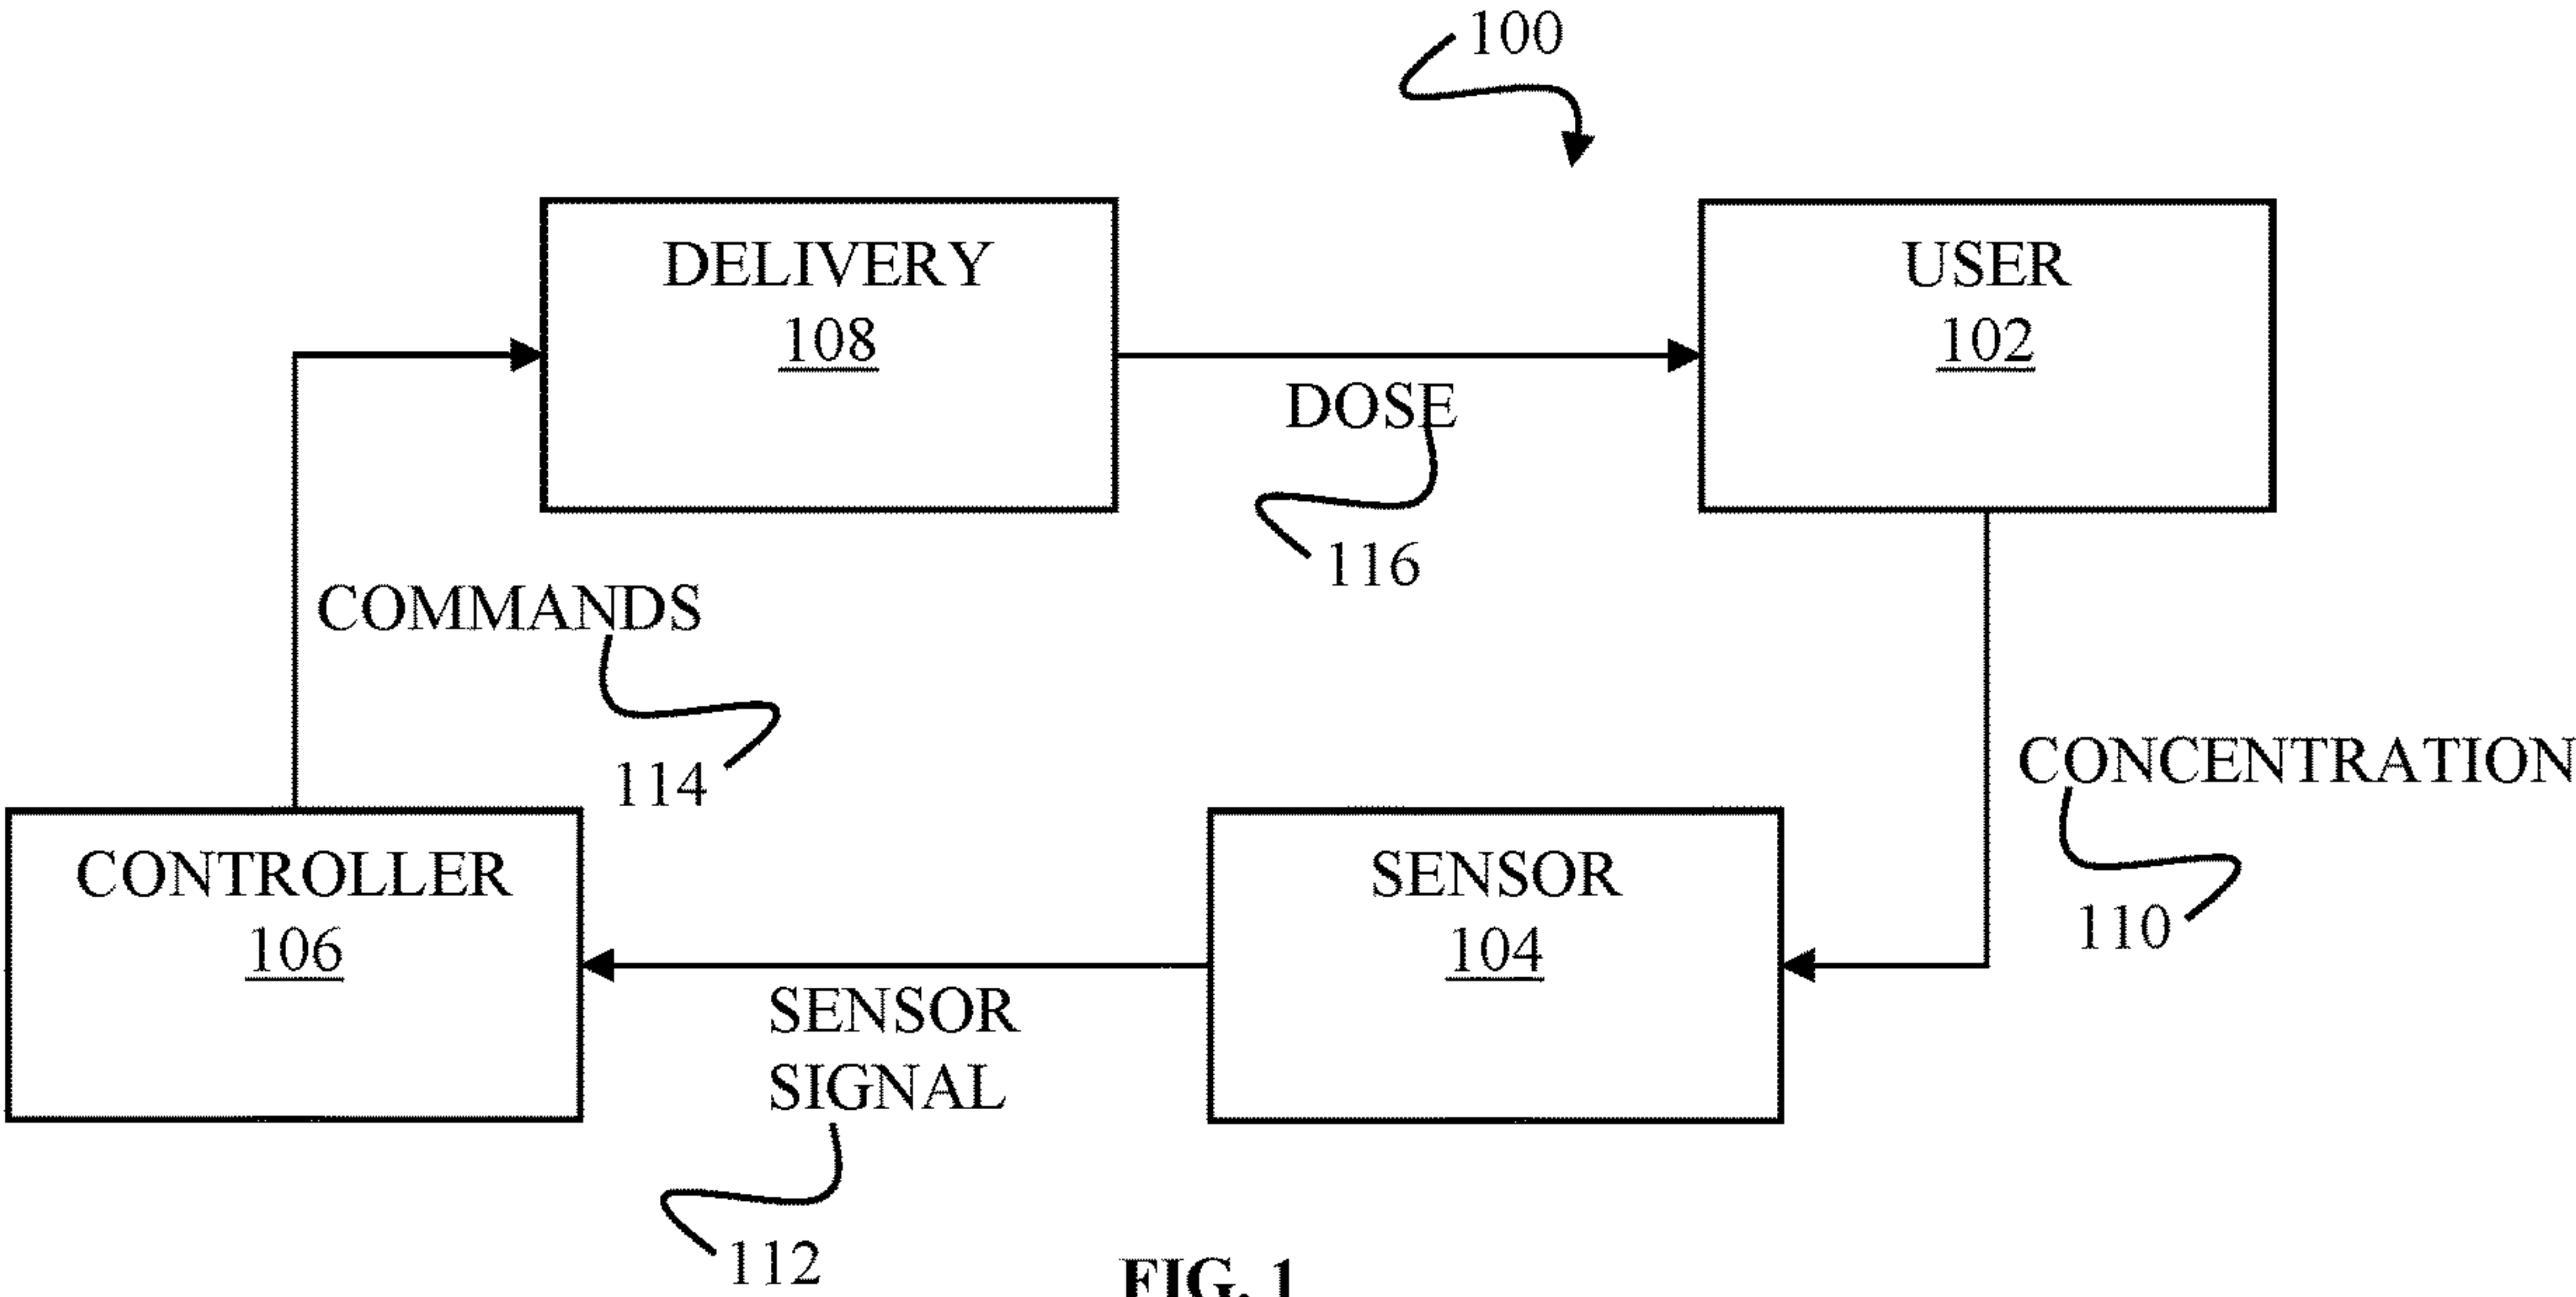 100
DELIVERY
108
USER
102
DOSE
116
COMMANDS
114
CONCENTRATION
110
CONTROLLER
106
SENSOR
104
SENSOR
SIGNAL
112
FIG. 1